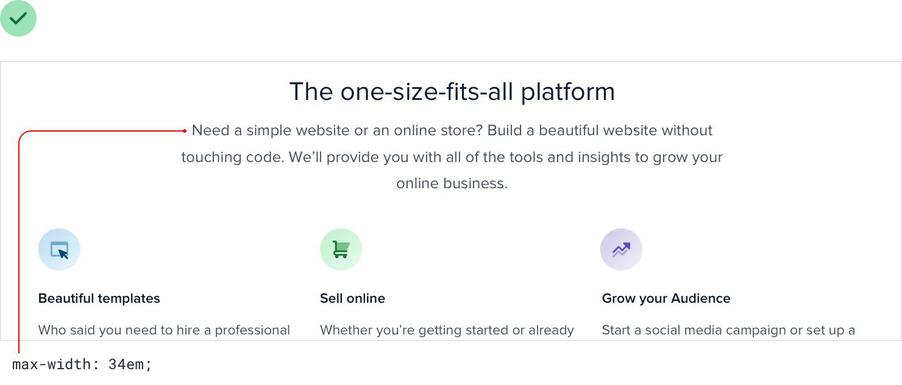 The one-size-fits-all platform
Need a simple website or an online store? Build a beautiful website without
touching code. We’ll provide you with all of the tools and insights to grow your
online business.
Beautiful templates
Sell online
Grow your Audience
Who said you need to hire a professional
Whether you’re getting started or already
Start a social media campaign or set up a
max-width: 34em;